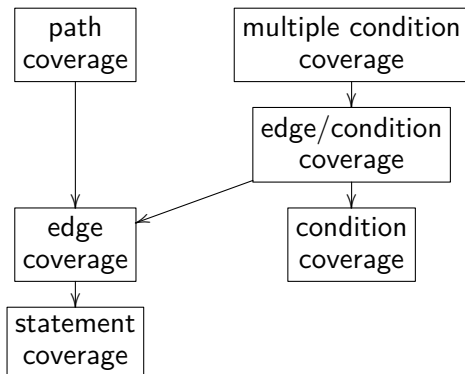 path
coverage
multiple condition
coverage
edge/condition
coverage
edge
coverage
condition
coverage
statement
coverage